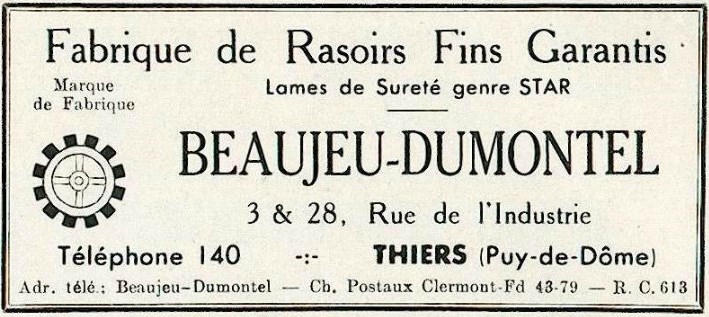 Fabrique de Rasoirs Fins Garantis
Marque
de Fabrique
Lames de Sureté genre STAR
BEAUJEU-DUMONTEL
3 & 28, Rue de l'Industrie
Téléphone 140 -:- THIERS (Puy-de-Dôme)
Adr. télé.: Beaujeu-Dumontel — Ch. Postaux Clermont-Fd 43-79 — R. C. 613